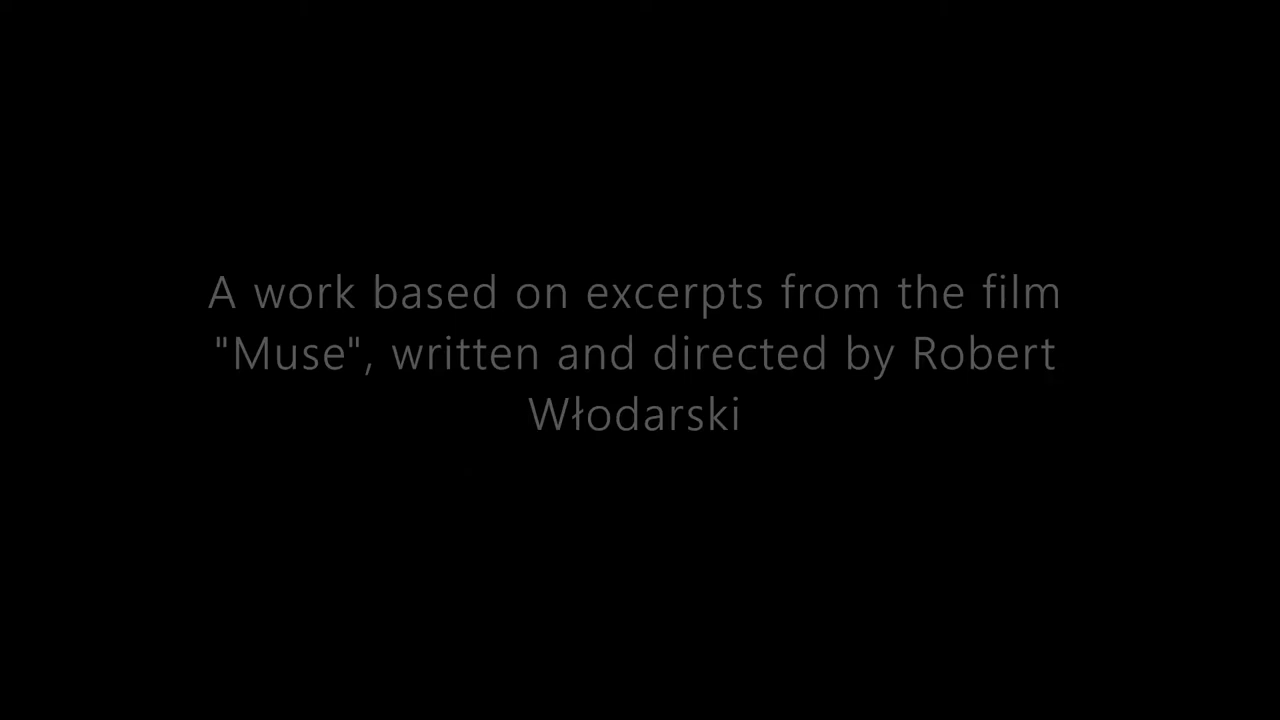 A work based on excerpts from the film
"Muse", written and directed by Robert
Włodarski